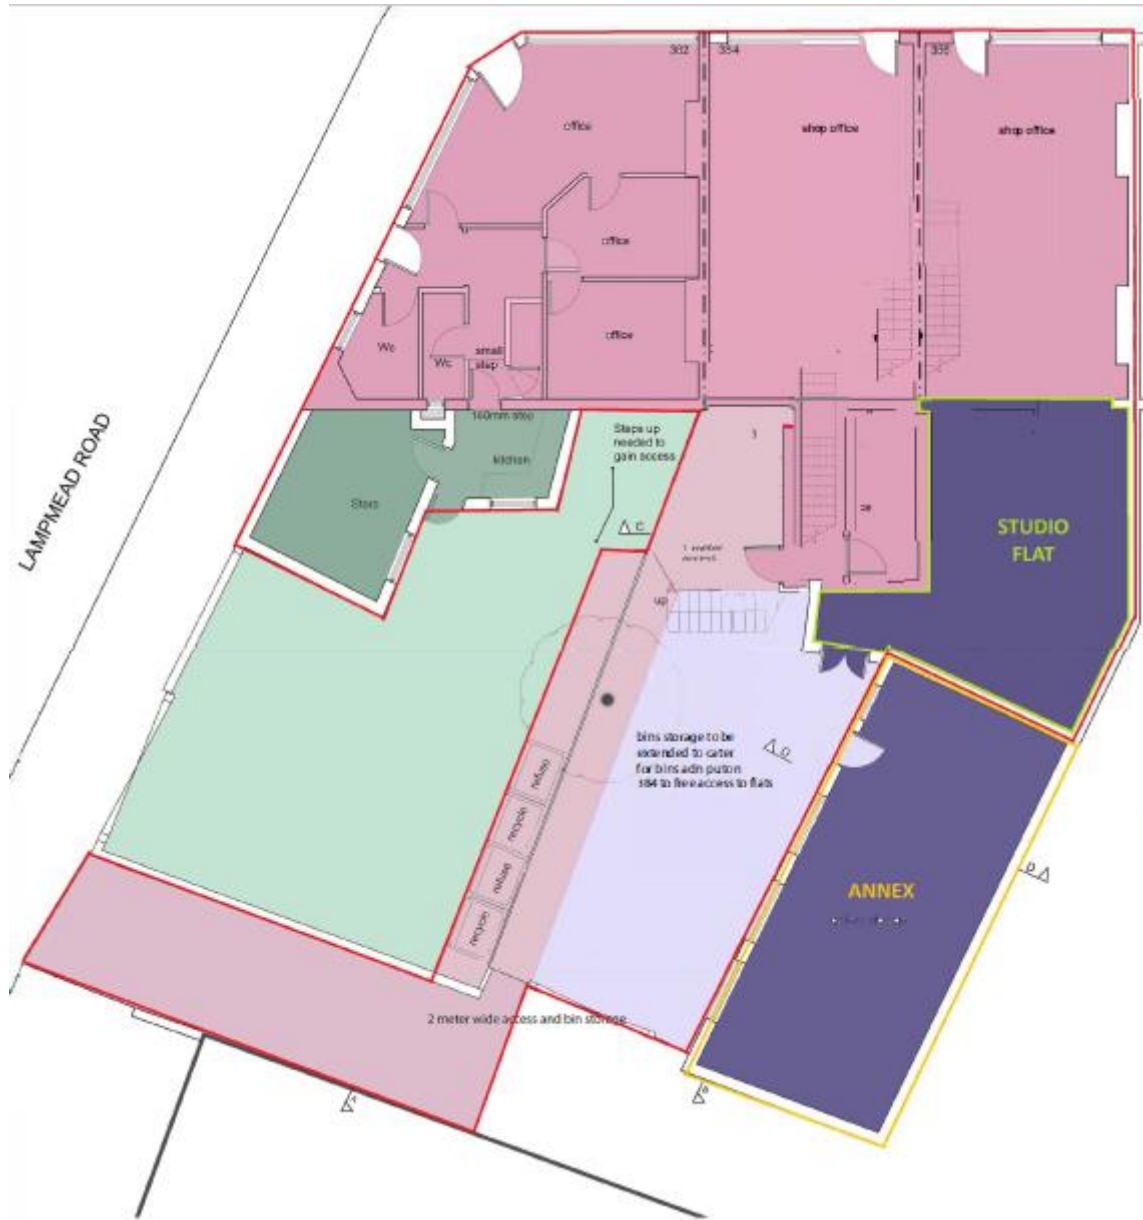 382
384
386
office
shop office
shop office
office
office
Wc
Wc
small
step
160mm step
kitchen
Store
Steps up
needed to
gain access
C
1 meter
access
up
STUDIO
FLAT
LAMPMEAD ROAD
bins storage to be
extended to cater
for bins adn put on
384 to free access to flats
D
refuse
recycle
refuse
recycle
ANNEX
D
2 meter wide access and bin storage